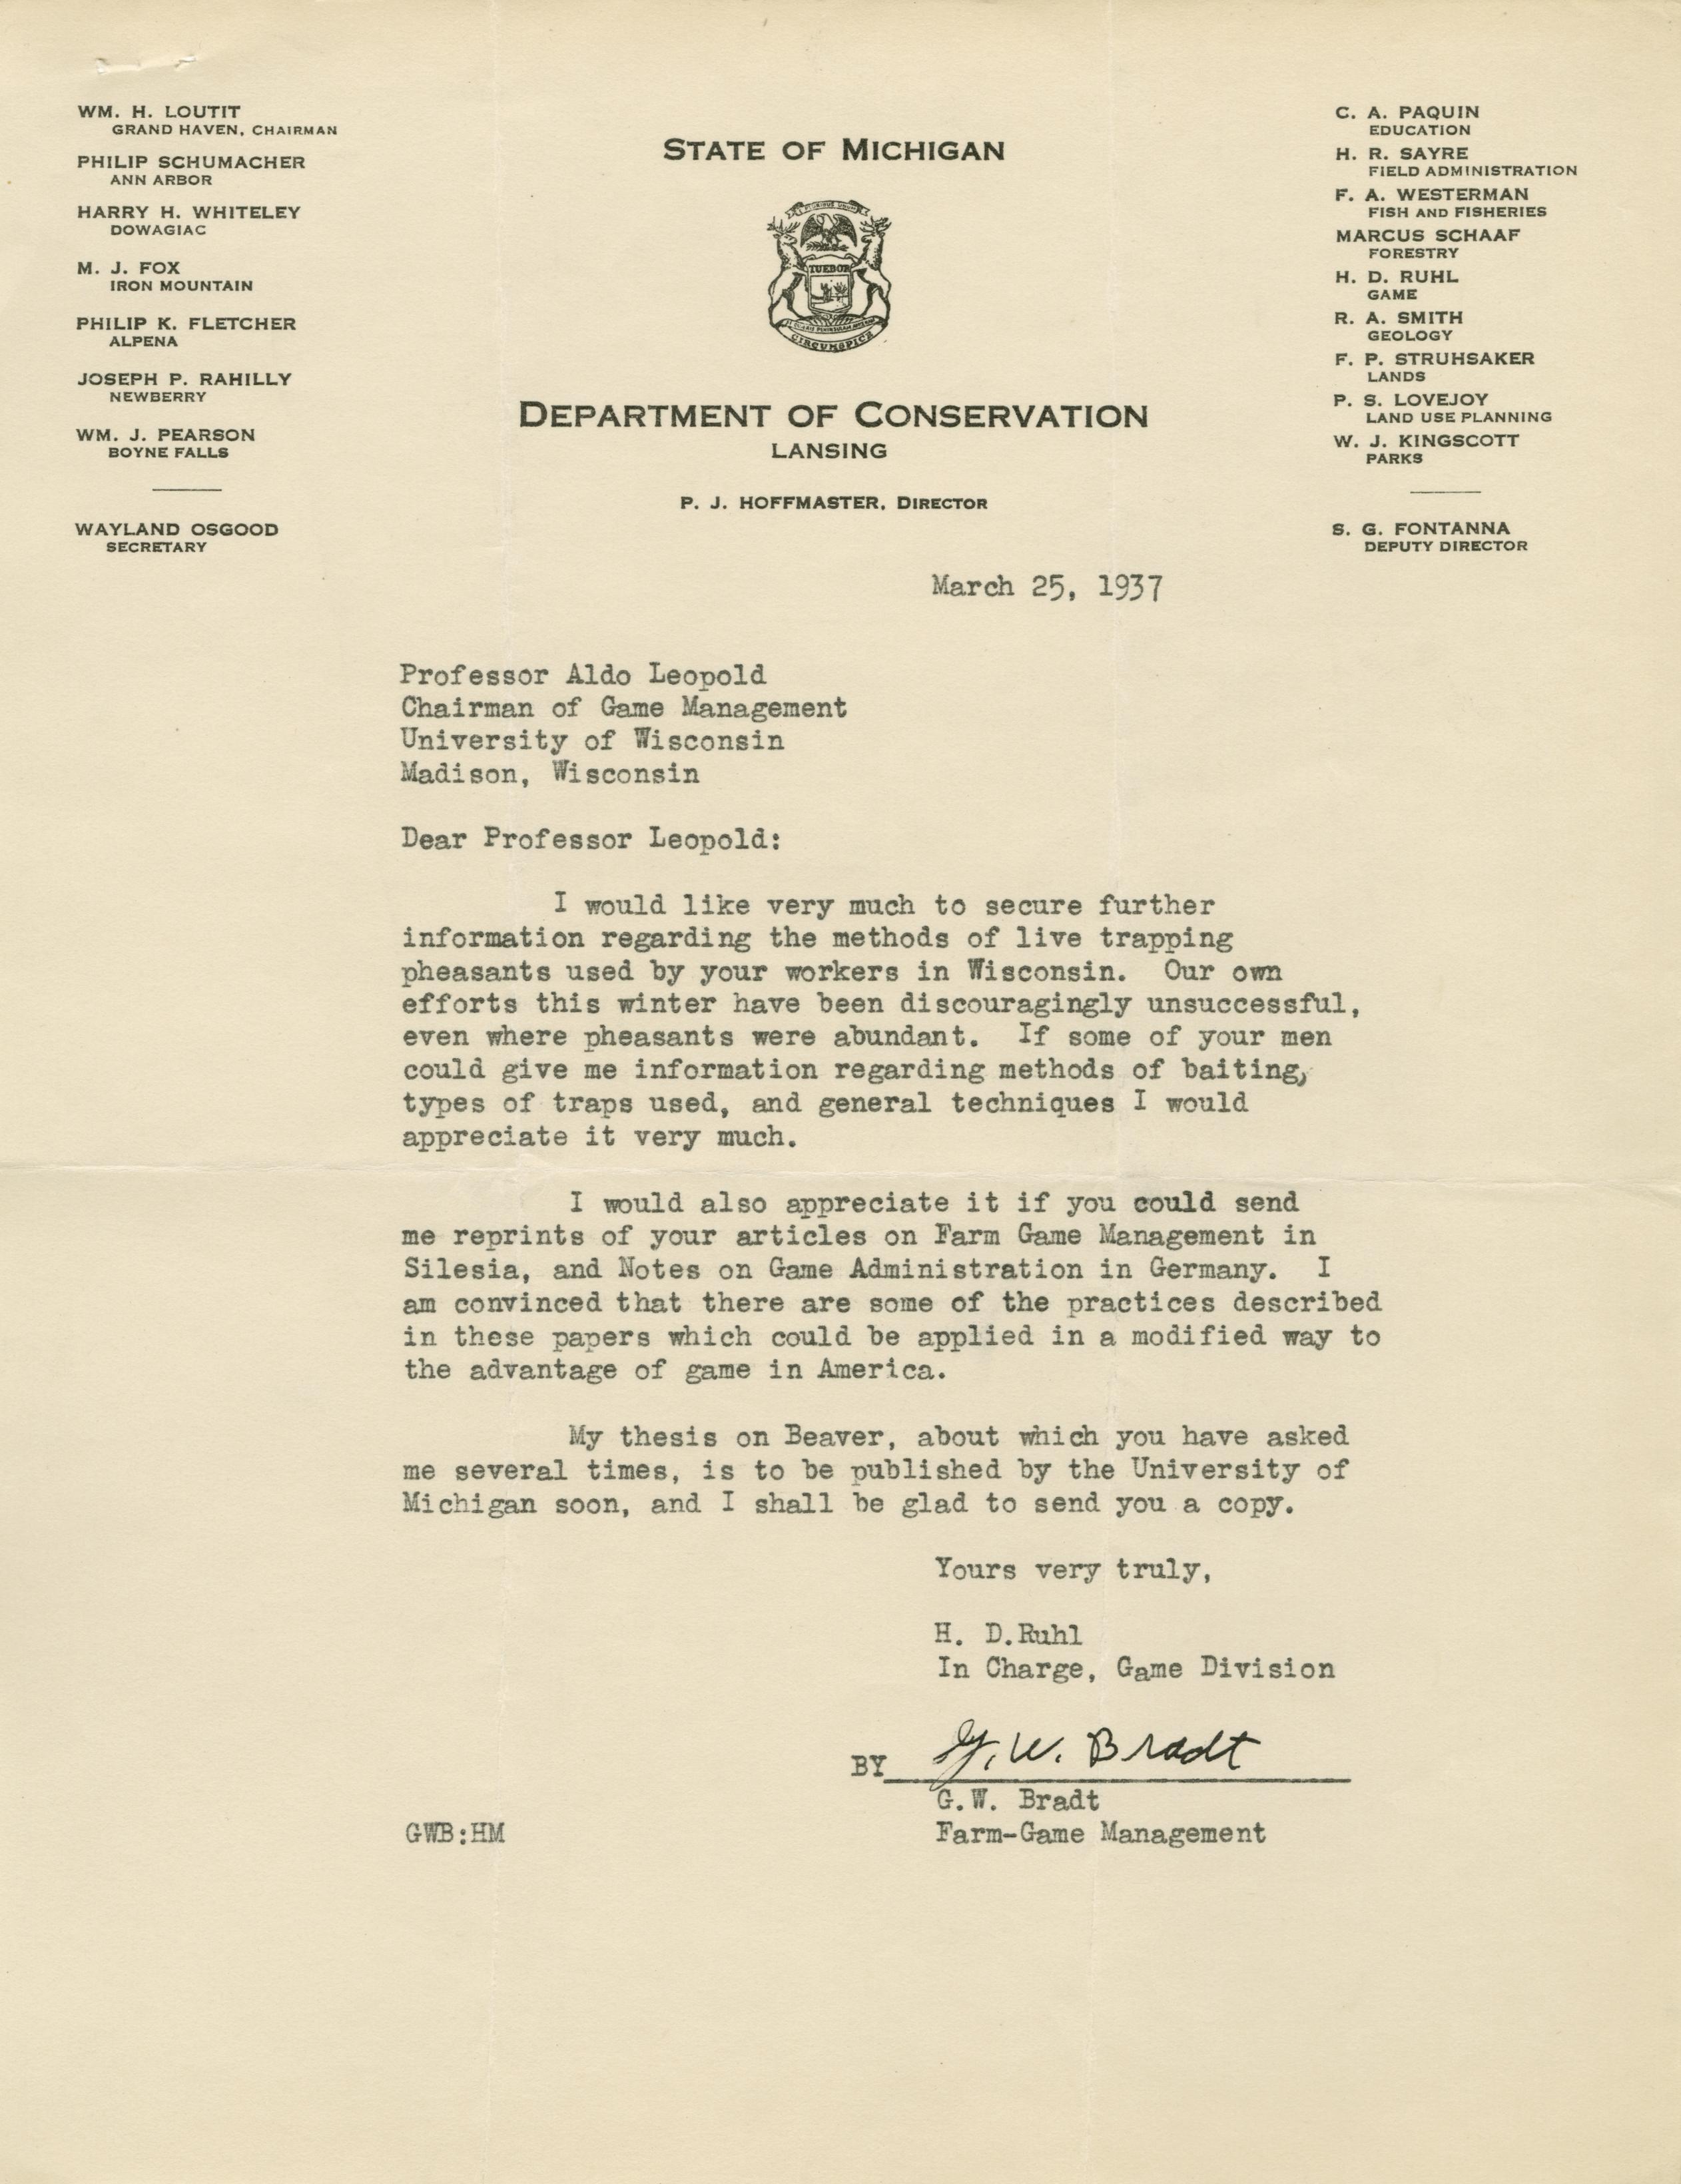 WM. H. LOUTIT
GRAND HAVEN, CHAIRMAN
PHILIP SCHUMACHER
ANN ARBOR
HARRY H. WHITELEY
DOWAGIAC
M. J. FOX
IRON MOUNTAIN
PHILIP K. FLETCHER
ALPENA
JOSEPH P. RAHILLY
NEWBERRY
WM. J. PEARSON
BOYNE FALLS
WAYLAND OSGOOD
SECRETARY
STATE OF MICHIGAN
TUEBOR
CIRCUMSPICE
DEPARTMENT OF CONSERVATION
LANSING
P. J. HOFFMASTER, DIRECTOR
C. A. PAQUIN
EDUCATION
H. R. SAYRE
FIELD ADMINISTRATION
F. A. WESTERMAN
FISH AND FISHERIES
MARCUS SCHAAF
FORESTRY
H. D. RUHL
GAME
R. A. SMITH
GEOLOGY
F. P. STRUHSAKER
LANDS
P. S. LOVEJOY
LAND USE PLANNING
W. J. KINGSCOTT
PARKS
S. G. FONTANNA
DEPUTY DIRECTOR
March 25, 1937
Professor Aldo Leopold
Chairman of Game Management
University of Wisconsin
Madison, Wisconsin
Dear Professor Leopold:
I would like very much to secure further
information regarding the methods of live trapping
pheasants used by your workers in Wisconsin. Our own
efforts this winter have been discouragingly unsuccessful,
even where pheasants were abundant. If some of your men
could give me information regarding methods of baiting,
types of traps used, and general techniques I would
appreciate it very much.
I would also appreciate it if you could send
me reprints of your articles on Farm Game Management in
Silesia, and Notes on Game Administration in Germany. I
am convinced that there are some of the practices described
in these papers which could be applied in a modified way to
the advantage of game in America.
My thesis on Beaver, about which you have asked
me several times, is to be published by the University of
Michigan soon, and I shall be glad to send you a copy.
Yours very truly,
H. D.Ruhl
In Charge, Game Division
BY G. W. Bradt
G.W. Bradt
GWB:HM Farm-Game Management